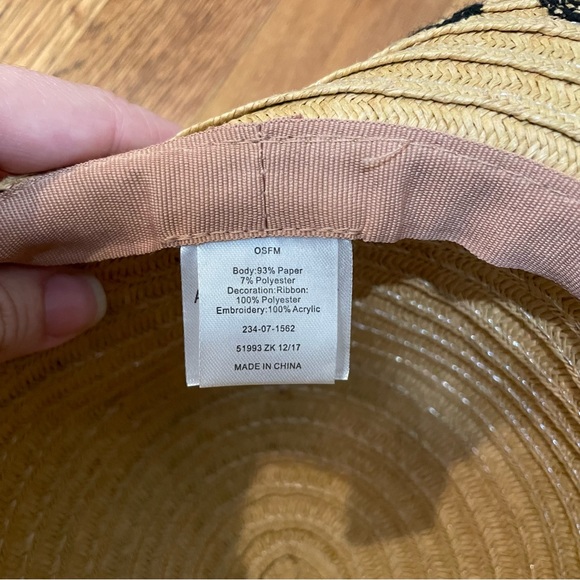 OSFM
Body:93% Paper
7% Polyester
Decoration:Ribbon:
100% Polyester
Embroidery:100% Acrylic
234-07-1562
51993 ZK 12/17
MADE IN CHINA